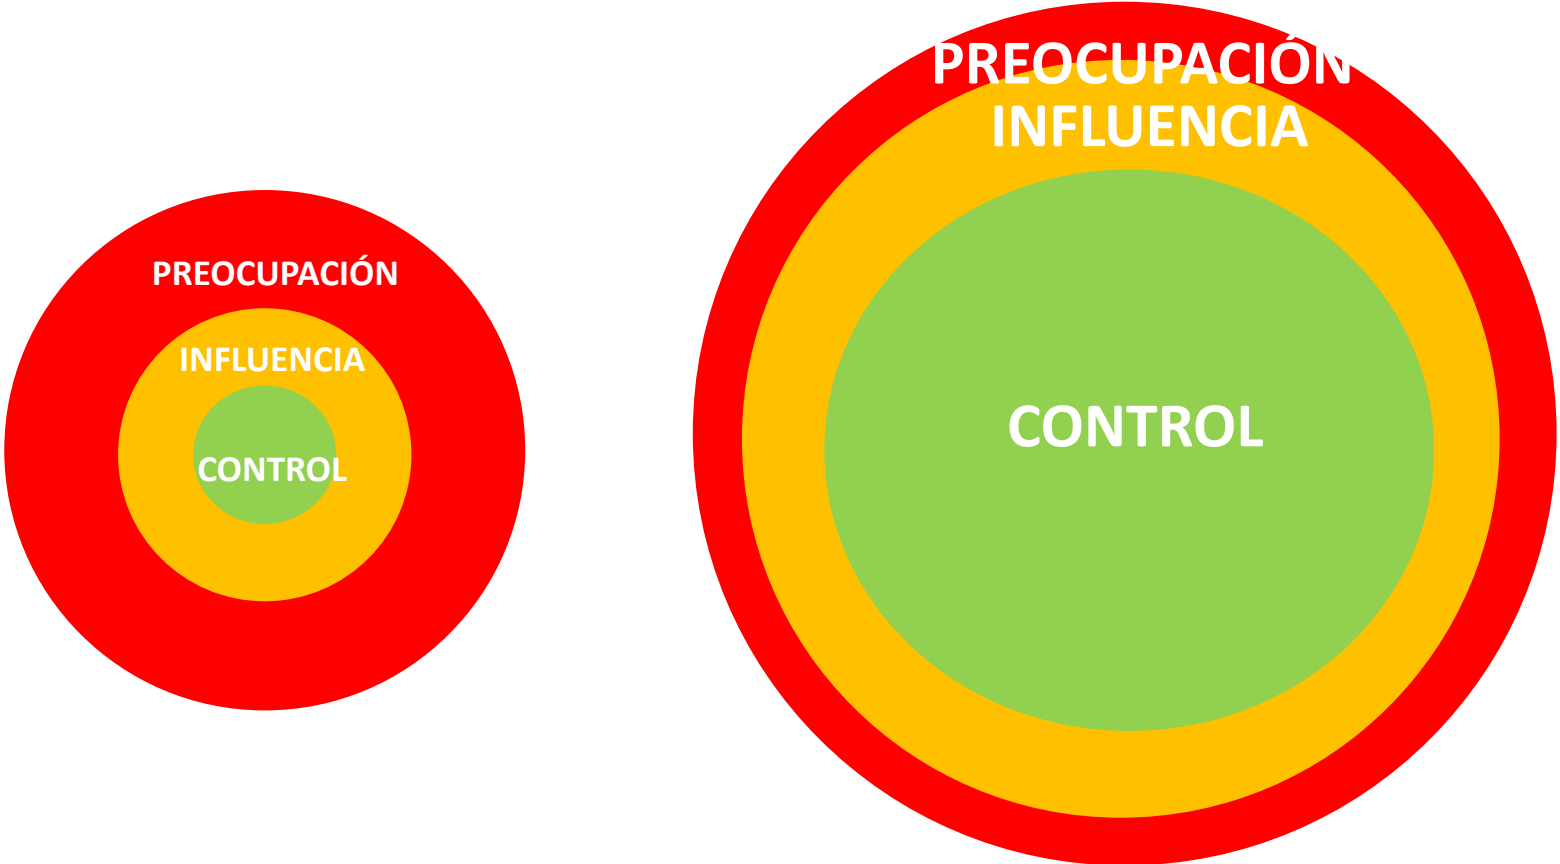 PREOCUPACIÓN
INFLUENCIA
CONTROL
PREOCUPACIÓN
INFLUENCIA
CONTROL